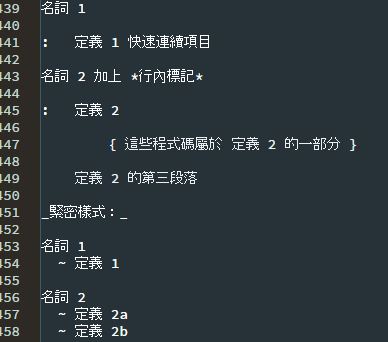 439 名詞 1
440
441 :   定義 1 快速連續項目
442
443 名詞 2 加上 *行內標記*
444
445 :   定義 2
446
447         { 這些程式碼屬於 定義 2 的一部分 }
448
449     定義 2 的第三段落
450
451 _緊密樣式：_
452
453 名詞 1
454   ~ 定義 1
455
456 名詞 2
457   ~ 定義 2a
458   ~ 定義 2b